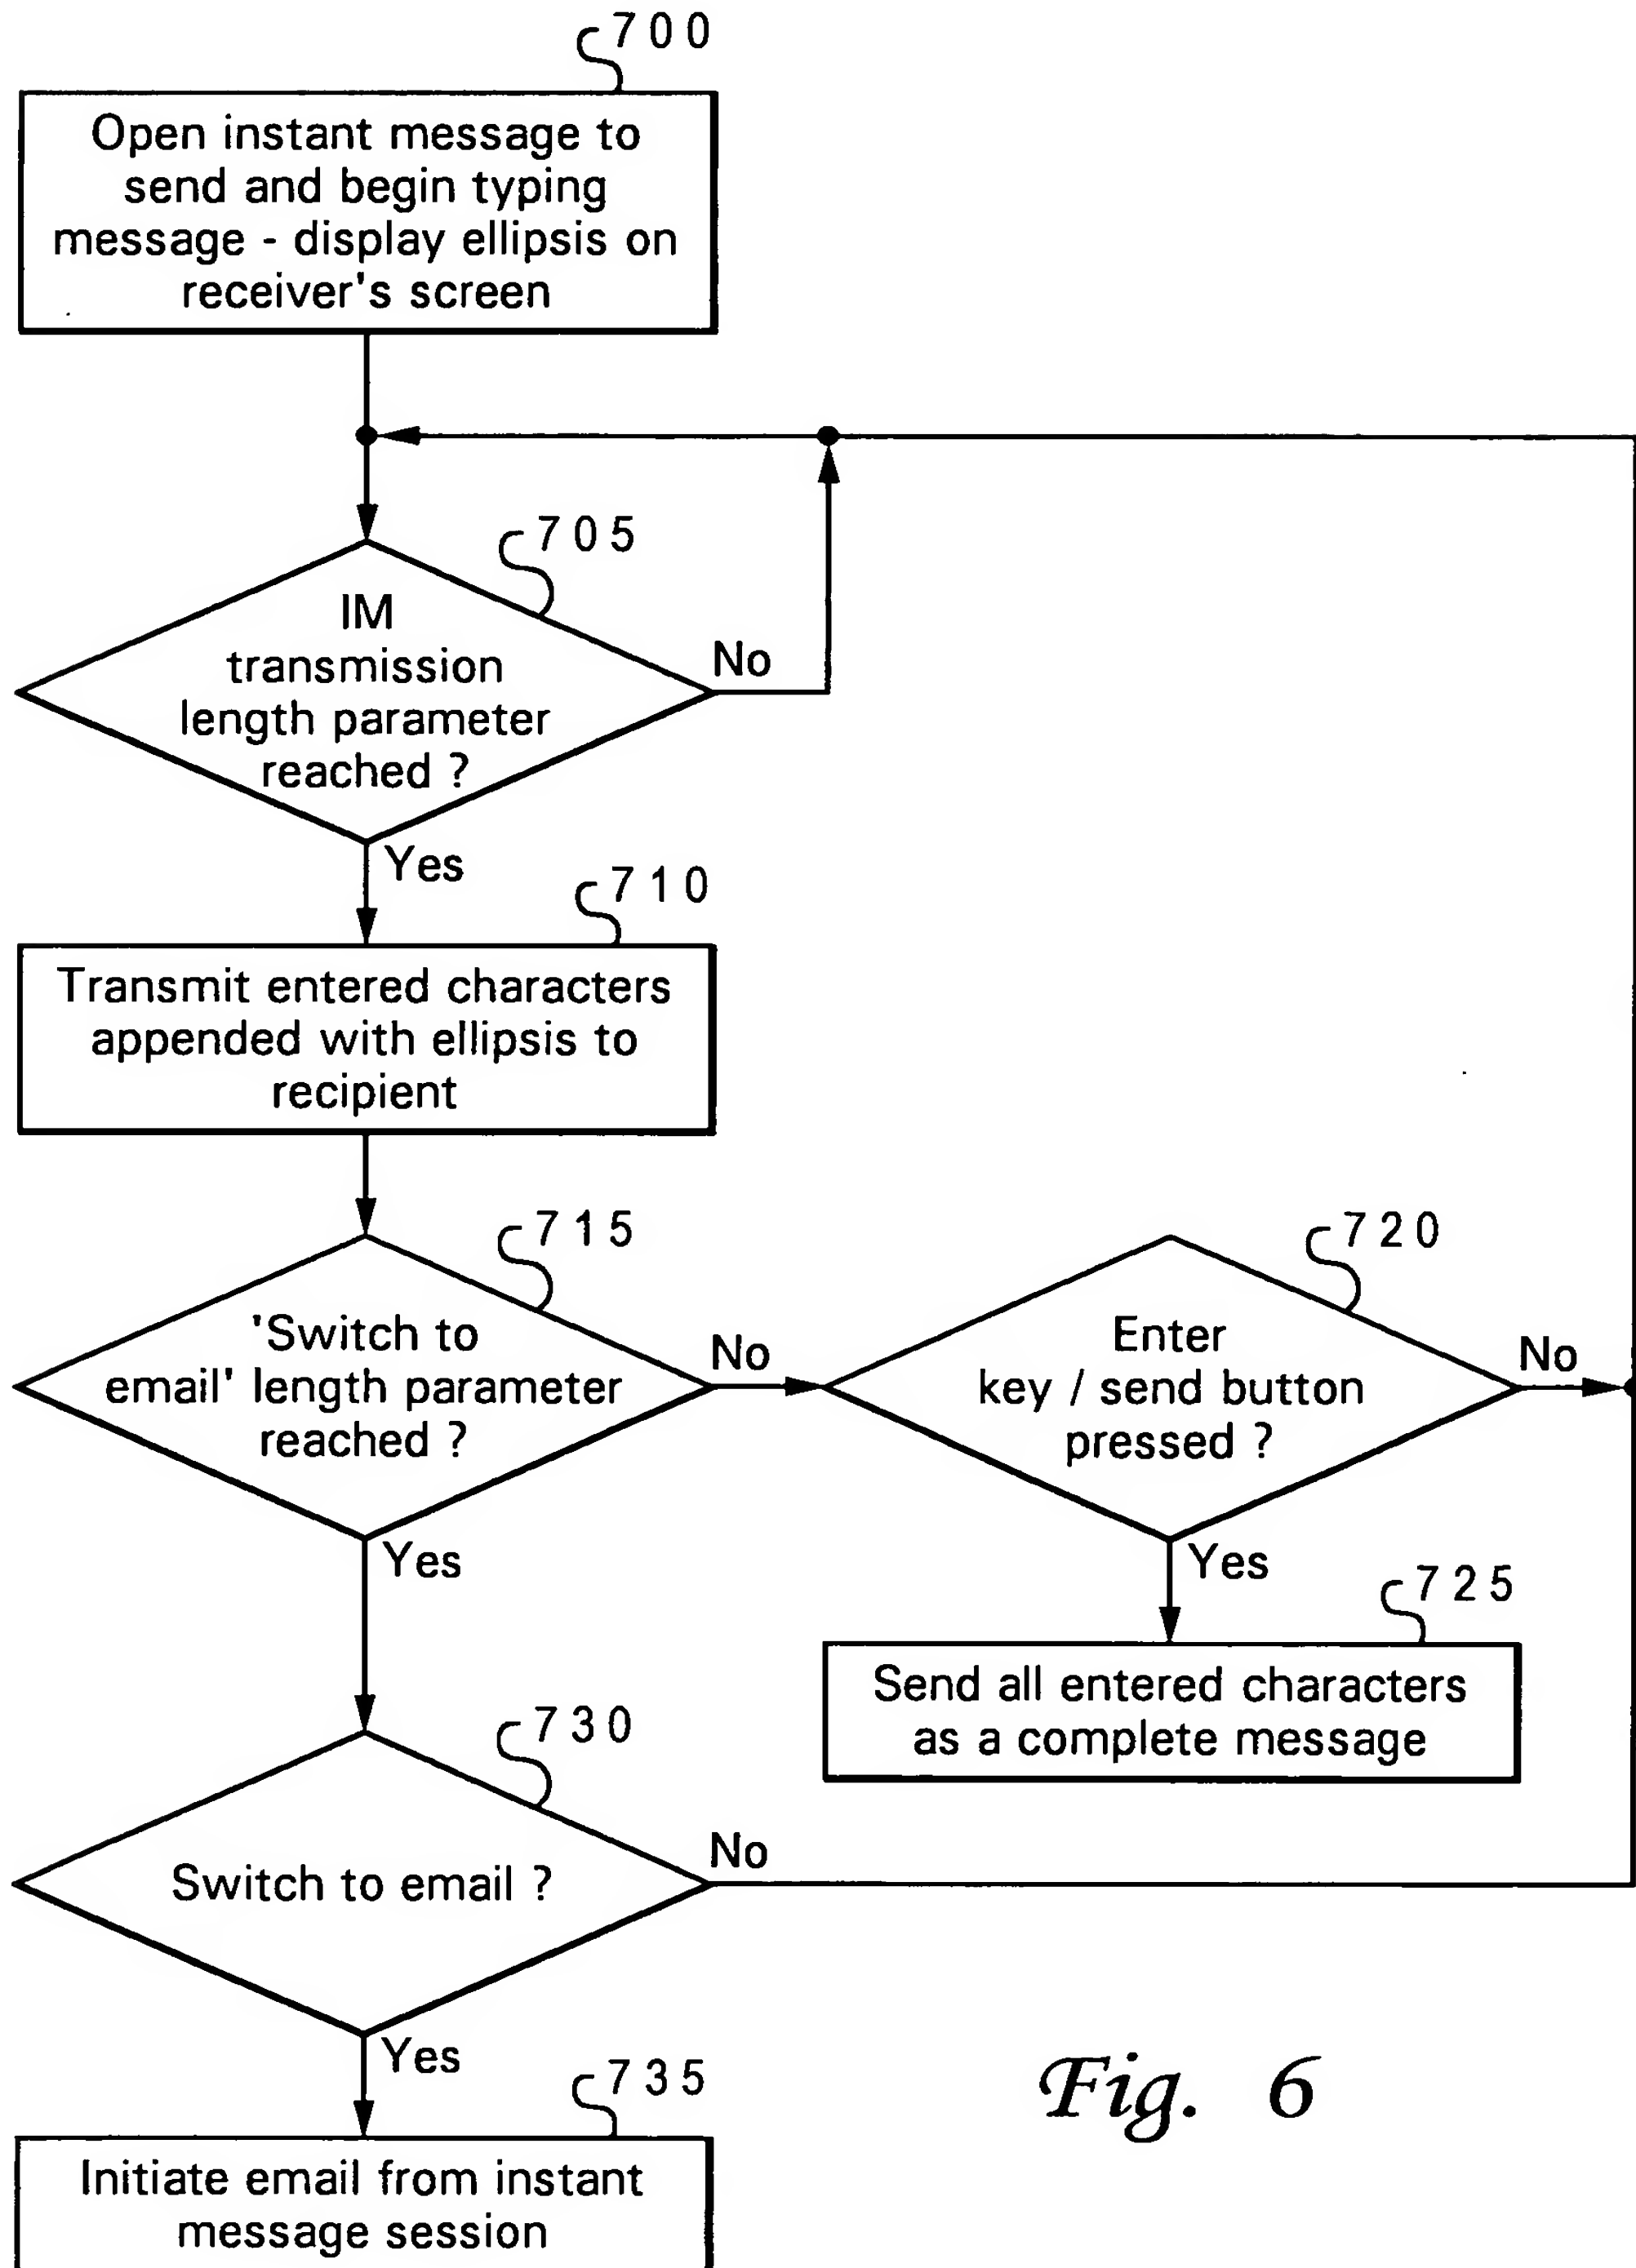 700
Open instant message to
send and begin typing
message - display ellipsis on
receiver's screen
705
IM
transmission
length parameter
reached ?
No
Yes
710
Transmit entered characters
appended with ellipsis to
recipient
715
'Switch to
email' length parameter
reached ?
No
Yes
720
Enter
key / send button
pressed ?
No
Yes
725
Send all entered characters
as a complete message
730
Switch to email ?
No
Yes
735
Initiate email from instant
message session
Fig. 6